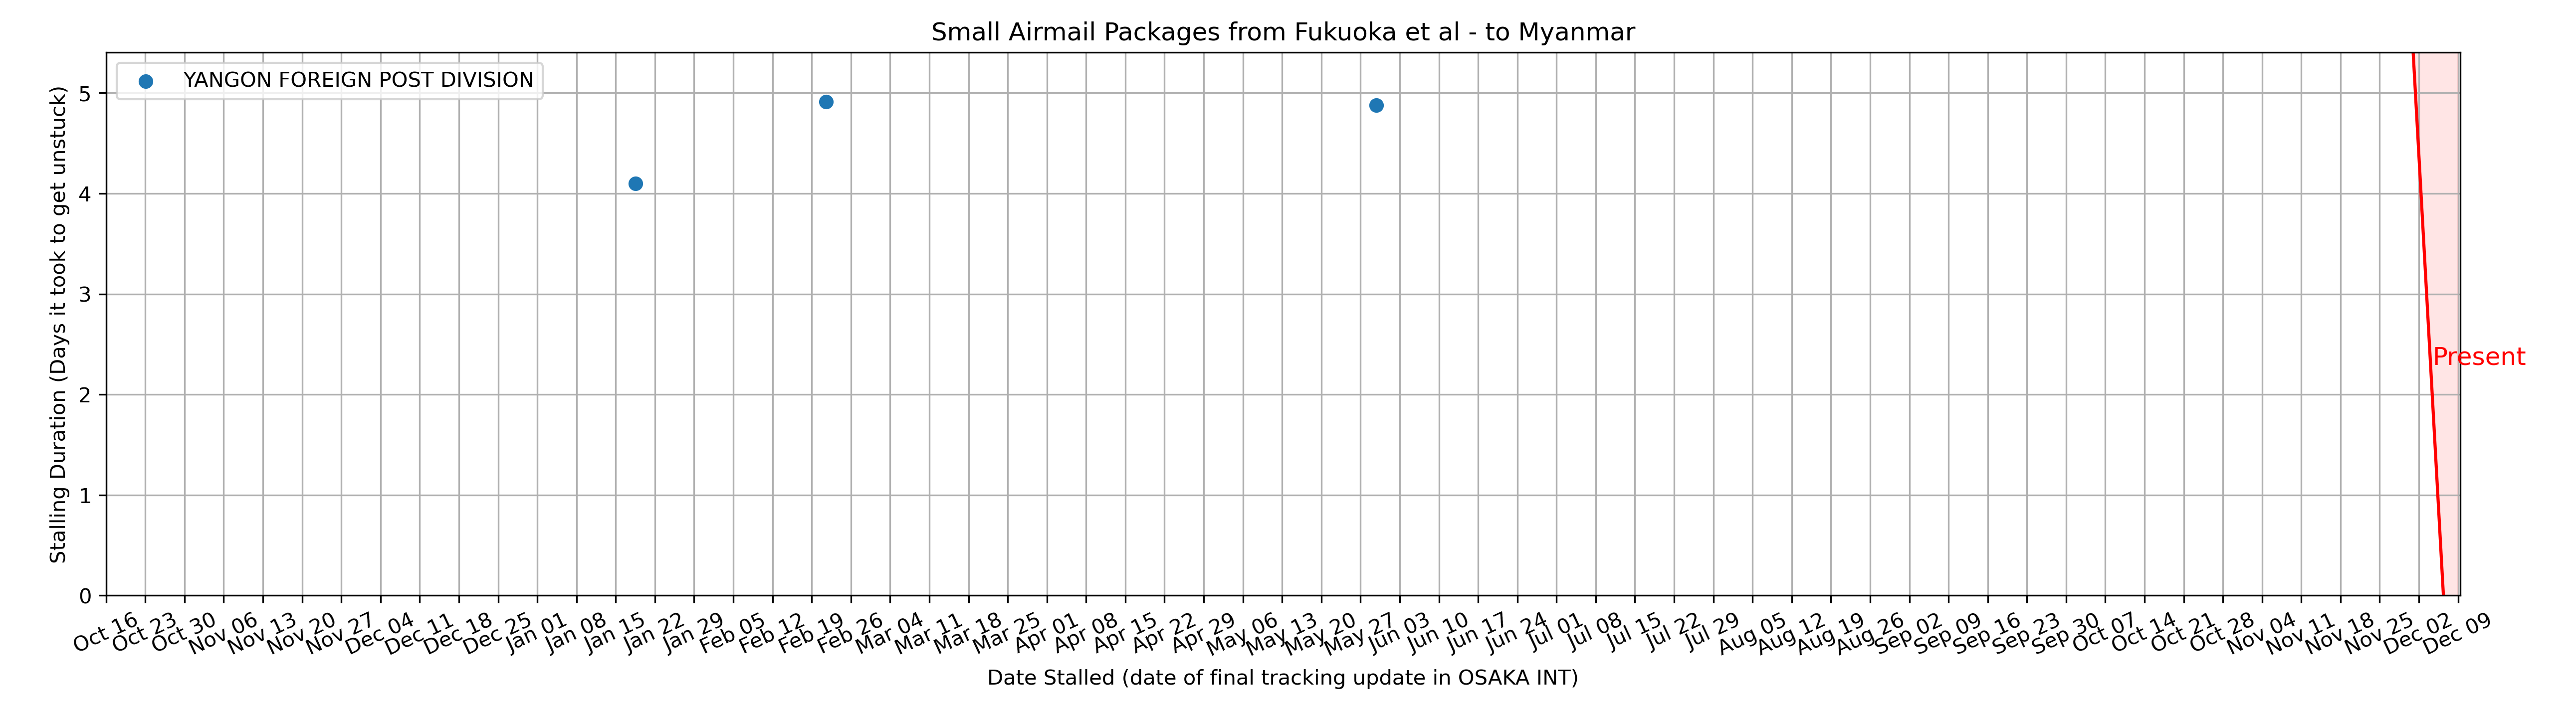 Small Airmail Packages from Fukuoka et al - to Myanmar
YANGON FOREIGN POST DIVISION
Stalling Duration (Days it took to get unstuck)
5
4
3
2
1
0
Present
Oct 16 Oct 23 Oct 30 Nov 06 Nov 13 Nov 20 Nov 27 Dec 04 Dec 11 Dec 18 Dec 25 Jan 01 Jan 08 Jan 15 Jan 22 Jan 29 Feb 05 Feb 12 Feb 19 Feb 26 Mar 04 Mar 11 Mar 18 Mar 25 Apr 01 Apr 08 Apr 15 Apr 22 Apr 29 May 06 May 13 May 20 May 27 Jun 03 Jun 10 Jun 17 Jun 24 Jul 01 Jul 08 Jul 15 Jul 22 Jul 29 Aug 05 Aug 12 Aug 19 Aug 26 Sep 02 Sep 09 Sep 16 Sep 23 Sep 30 Oct 07 Oct 14 Oct 21 Oct 28 Nov 04 Nov 11 Nov 18 Nov 25 Dec 02 Dec 09
Date Stalled (date of final tracking update in OSAKA INT)